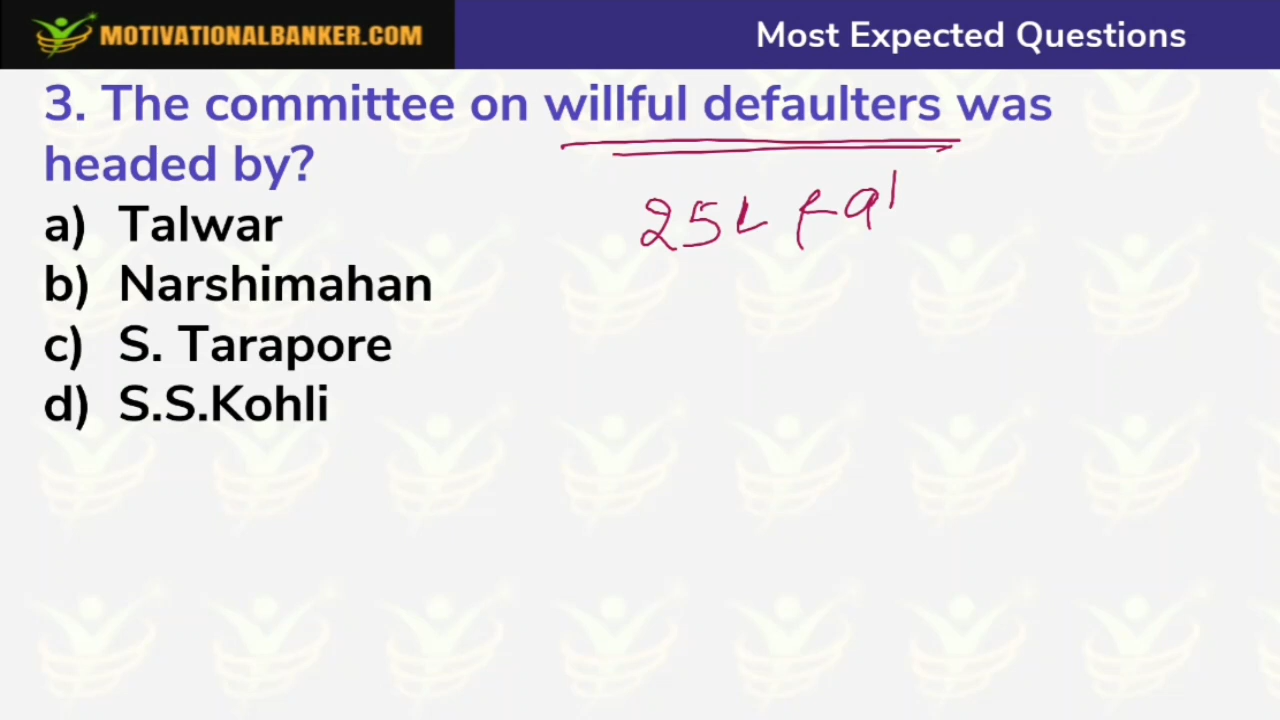 MOTIVATIONALBANKER.COM
Most Expected Questions
3. The committee on willful defaulters was
headed by?
a) Talwar
b) Narshimahan
c) S. Tarapore
d) S.S.Kohli
25L